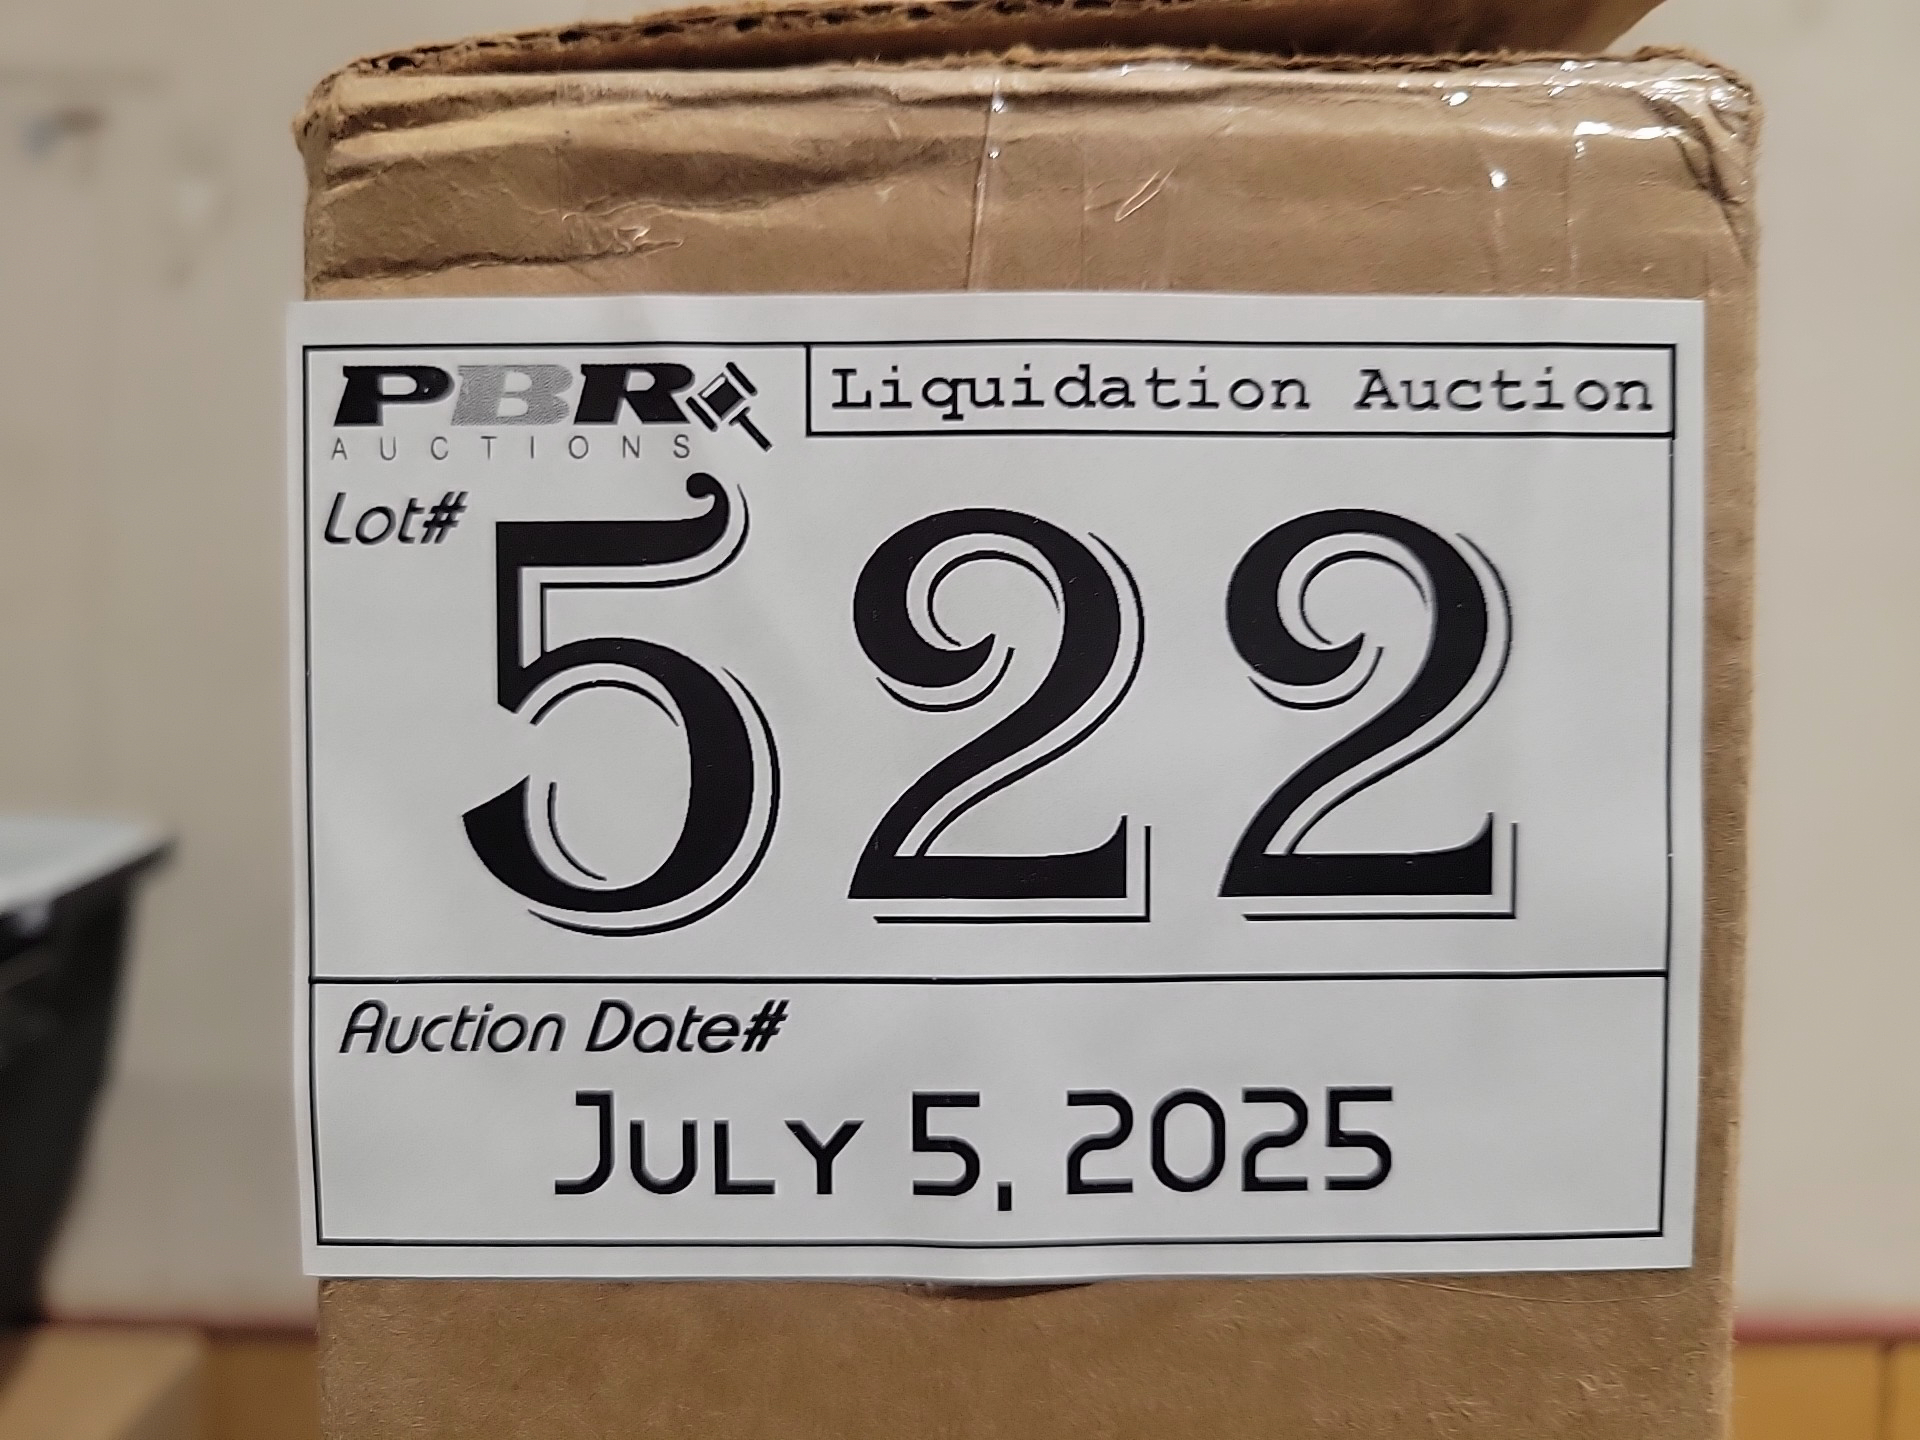 PBR
AUCTIONS
Liquidation Auction
Lot#
522
Auction Date#
JULY 5, 2025